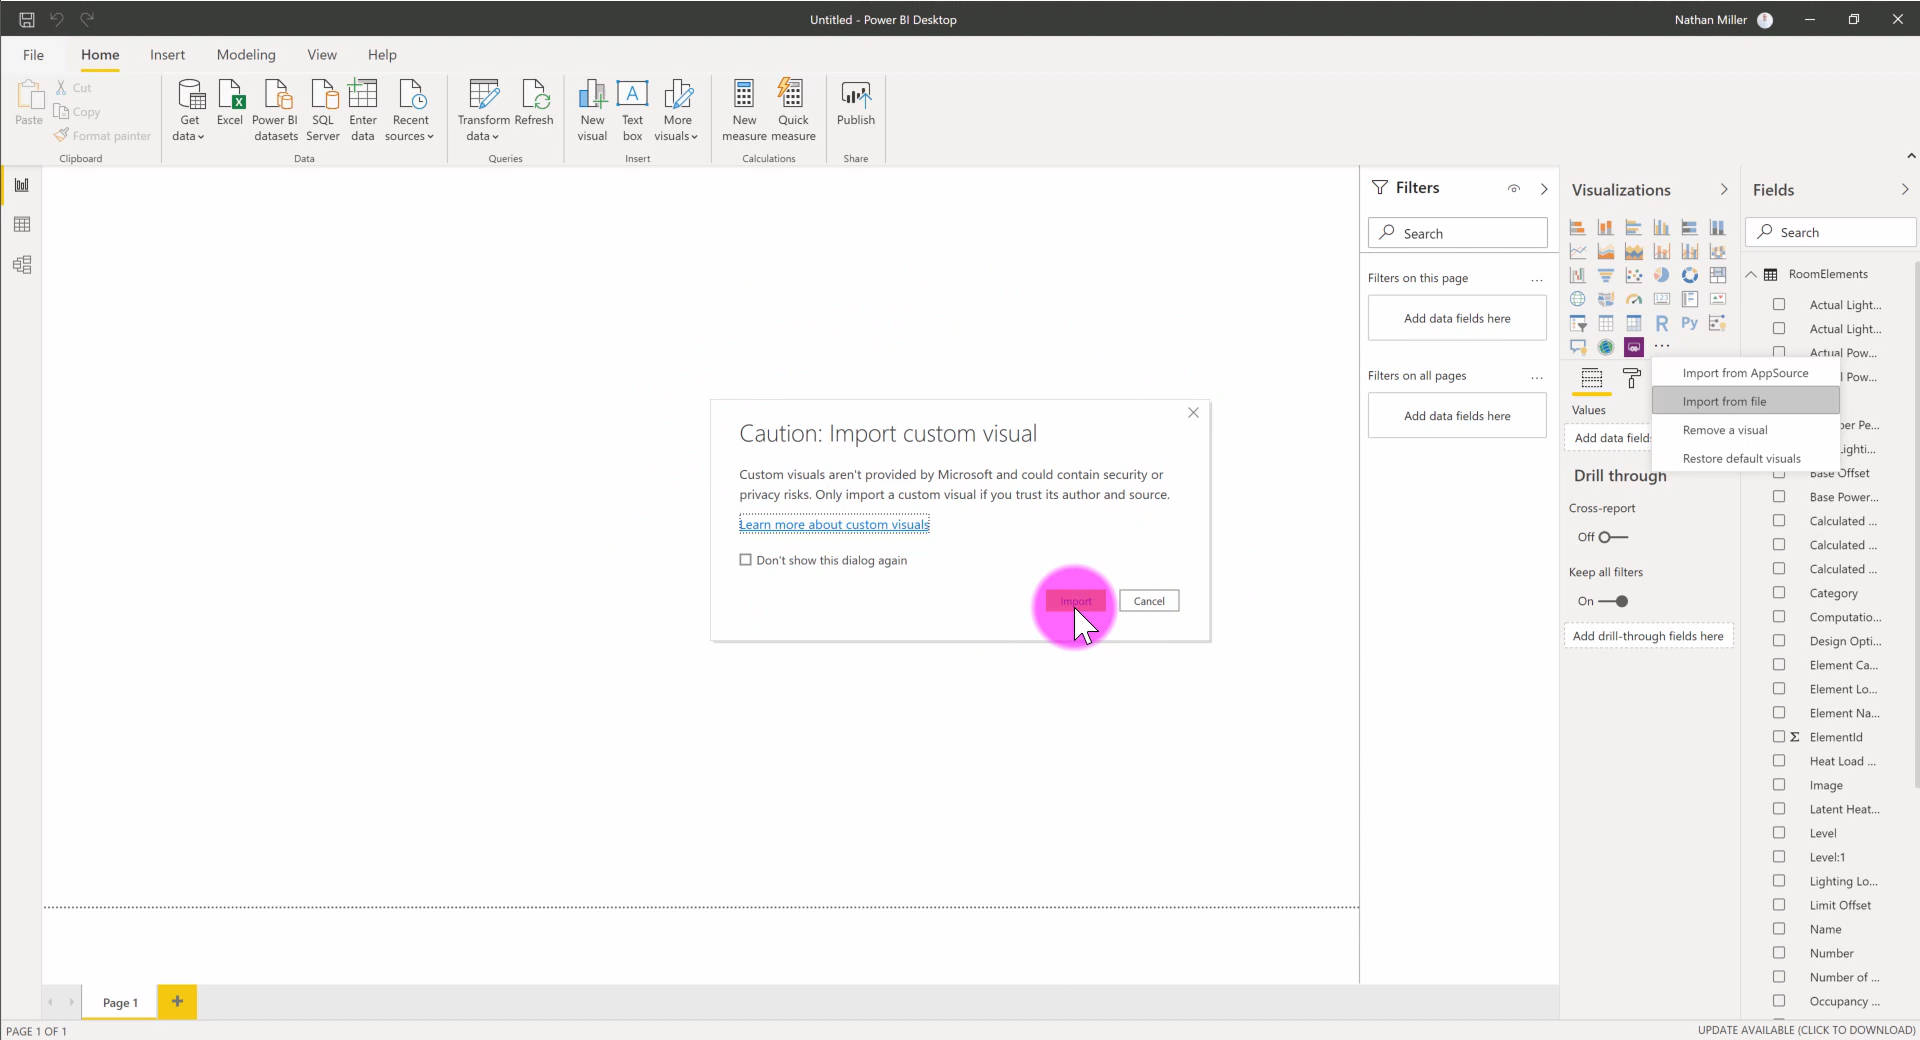 Untitled - Power BI Desktop
Nathan Miller
File
Home
Insert
Modeling
View
Help
Paste
Cut
Copy
Format painter
Clipboard
Get
data
Excel
Power BI
datasets
SQL
Server
Enter
data
Recent
sources
Data
Transform
data
Refresh
Queries
New
visual
Text
box
More
visuals
Insert
New
measure
Quick
measure
Calculations
Publish
Share
Filters
Search
Filters on this page
...
Add data fields here
Filters on all pages
...
Add data fields here
Visualizations
R
Py
...
Import from AppSource
Import from file
Remove a visual
Restore default visuals
Values
Add data field
Drill through
Cross-report
Off
Keep all filters
On
Add drill-through fields here
Fields
Search
RoomElements
Actual Light...
Actual Light...
Actual Pow...
Pow...
er Pe...
Base Offset
Base Power...
Calculated ...
Calculated ...
Calculated ...
Category
Computatio...
Design Opti...
Element Ca...
Element Lo...
Element Na...
Σ ElementId
Heat Load ...
Image
Latent Heat...
Level
Level:1
Lighting Lo...
Limit Offset
Name
Number
Number of ...
Occupancy ...
Caution: Import custom visual
Custom visuals aren't provided by Microsoft and could contain security or
privacy risks. Only import a custom visual if you trust its author and source.
Learn more about custom visuals
Don't show this dialog again
Import
Cancel
Page 1
+
PAGE 1 OF 1
UPDATE AVAILABLE (CLICK TO DOWNLOAD)